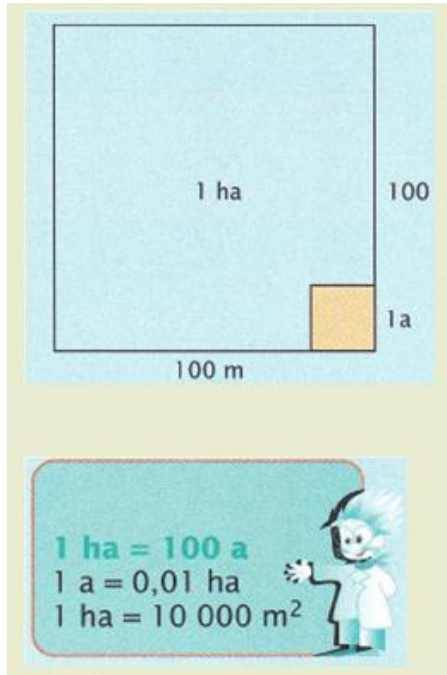 1 ha
100
1a
100 m
1 ha = 100 a
1 a = 0,01 ha
1 ha = 10 000 m²